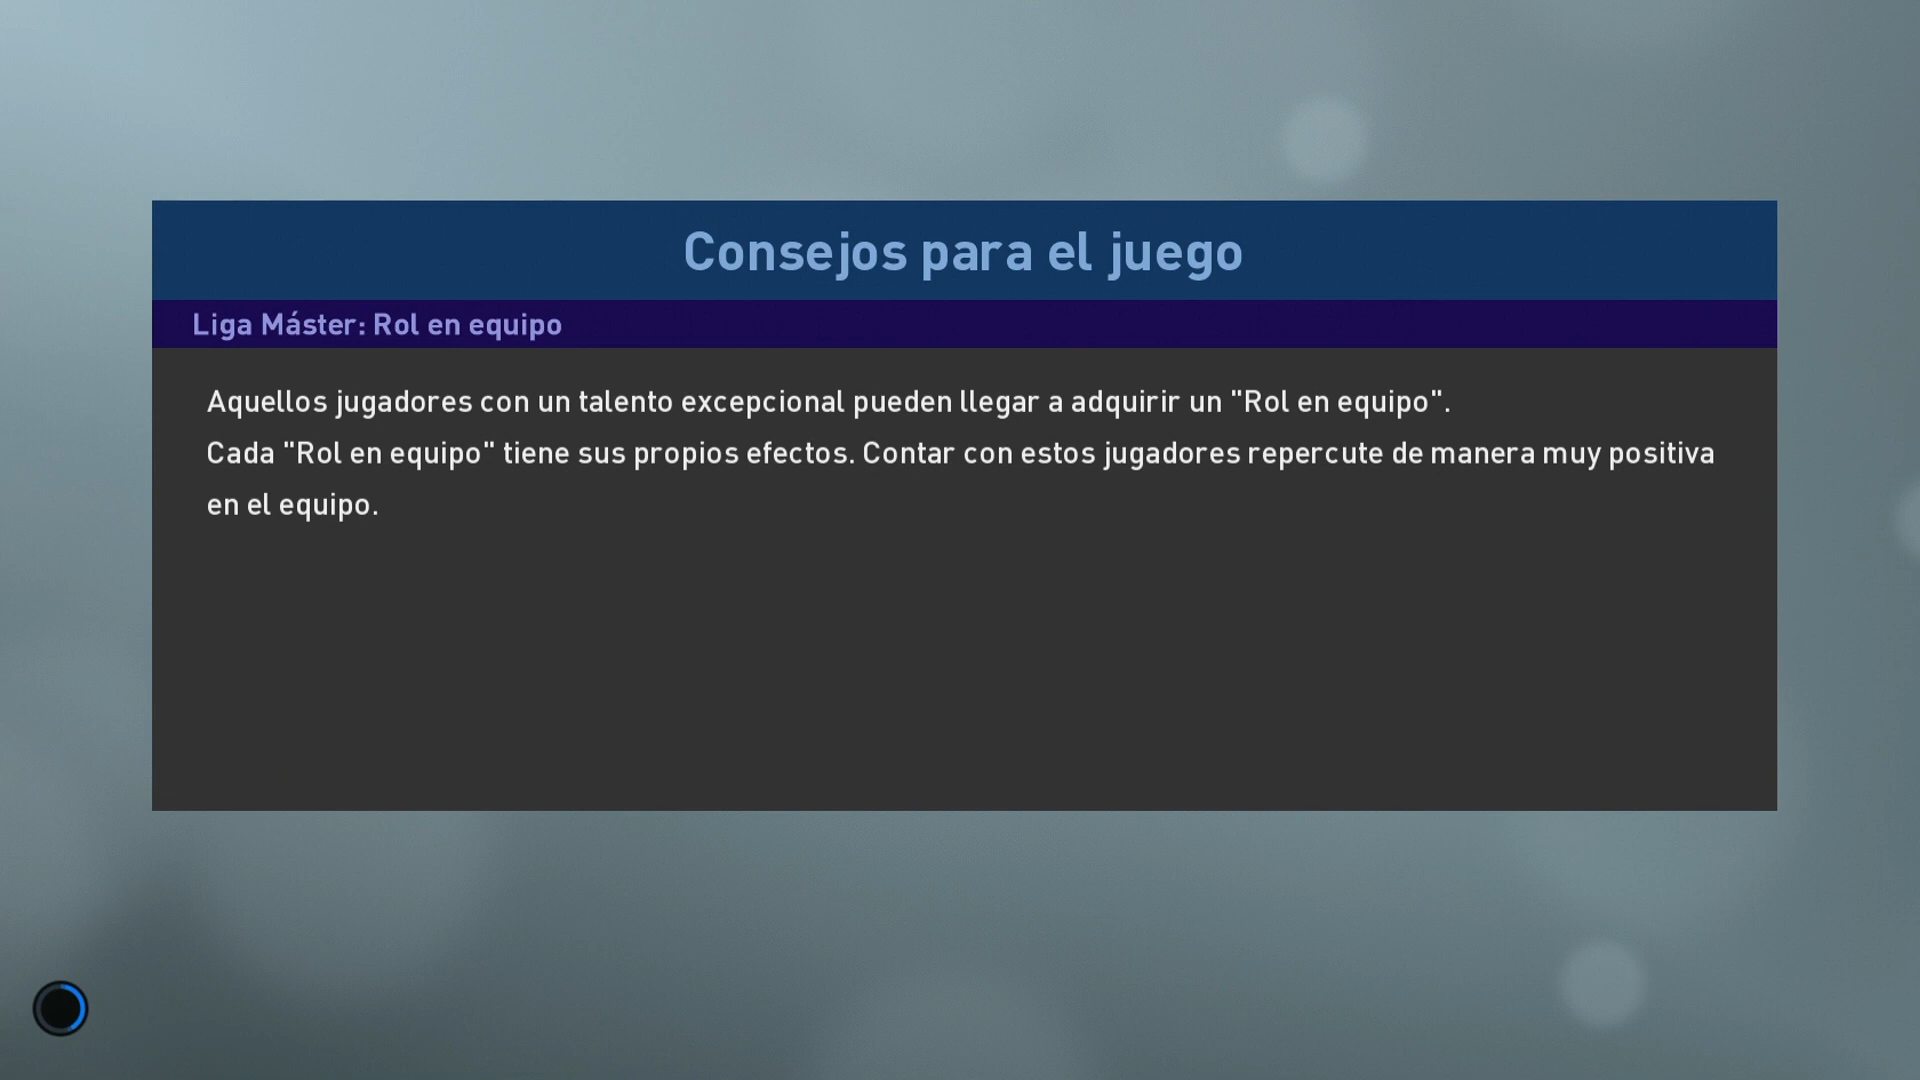 Consejos para el juego
Liga Máster: Rol en equipo
Aquellos jugadores con un talento excepcional pueden llegar a adquirir un "Rol en equipo".
Cada "Rol en equipo" tiene sus propios efectos. Contar con estos jugadores repercute de manera muy positiva
en el equipo.